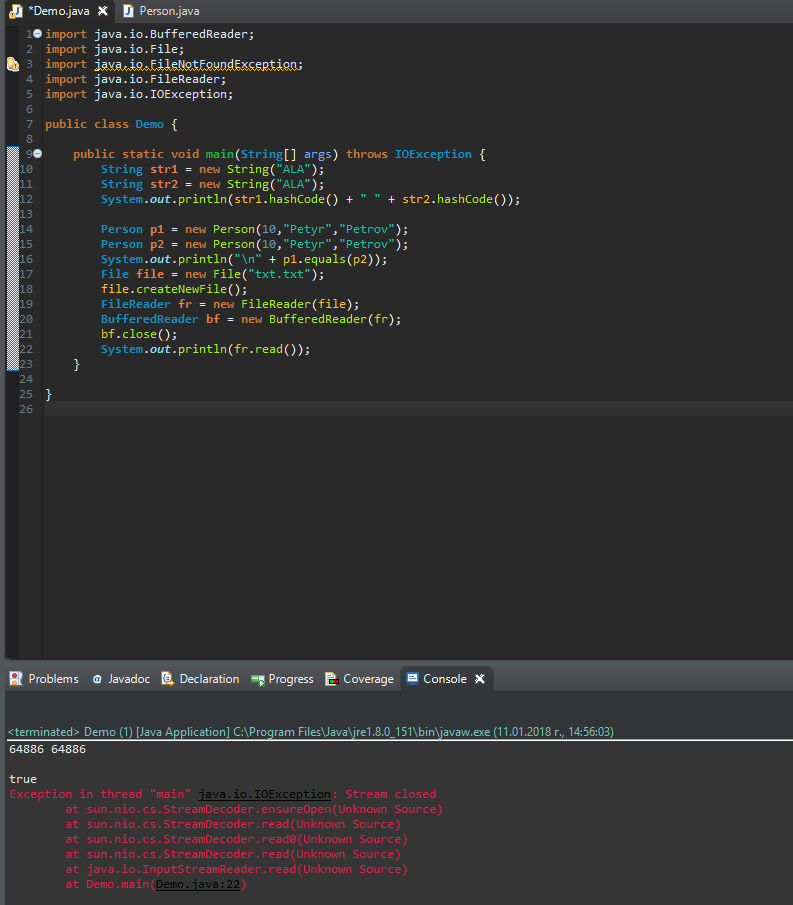 *Demo.java Person.java
1 import java.io.BufferedReader;
2 import java.io.File;
3 import java.io.FileNotFoundException;
4 import java.io.FileReader;
5 import java.io.IOException;
6
7 public class Demo {
8
9 public static void main(String[] args) throws IOException {
10 String str1 = new String("ALA");
11 String str2 = new String("ALA");
12 System.out.println(str1.hashCode() + " " + str2.hashCode());
13
14 Person p1 = new Person(10,"Petyr","Petrov");
15 Person p2 = new Person(10,"Petyr","Petrov");
16 System.out.println("\n" + p1.equals(p2));
17 File file = new File("txt.txt");
18 file.createNewFile();
19 FileReader fr = new FileReader(file);
20 BufferedReader bf = new BufferedReader(fr);
21 bf.close();
22 System.out.println(fr.read());
23 }
24
25 }
26
Problems Javadoc Declaration Progress Coverage Console
<terminated> Demo (1) [Java Application] C:\Program Files\Java\jre1.8.0_151\bin\javaw.exe (11.01.2018 г., 14:56:03)
64886 64886
true
Exception in thread "main" java.io.IOException: Stream closed
at sun.nio.cs.StreamDecoder.ensureOpen(Unknown Source)
at sun.nio.cs.StreamDecoder.read(Unknown Source)
at sun.nio.cs.StreamDecoder.read0(Unknown Source)
at sun.nio.cs.StreamDecoder.read(Unknown Source)
at java.io.InputStreamReader.read(Unknown Source)
at Demo.main(Demo.java:22)